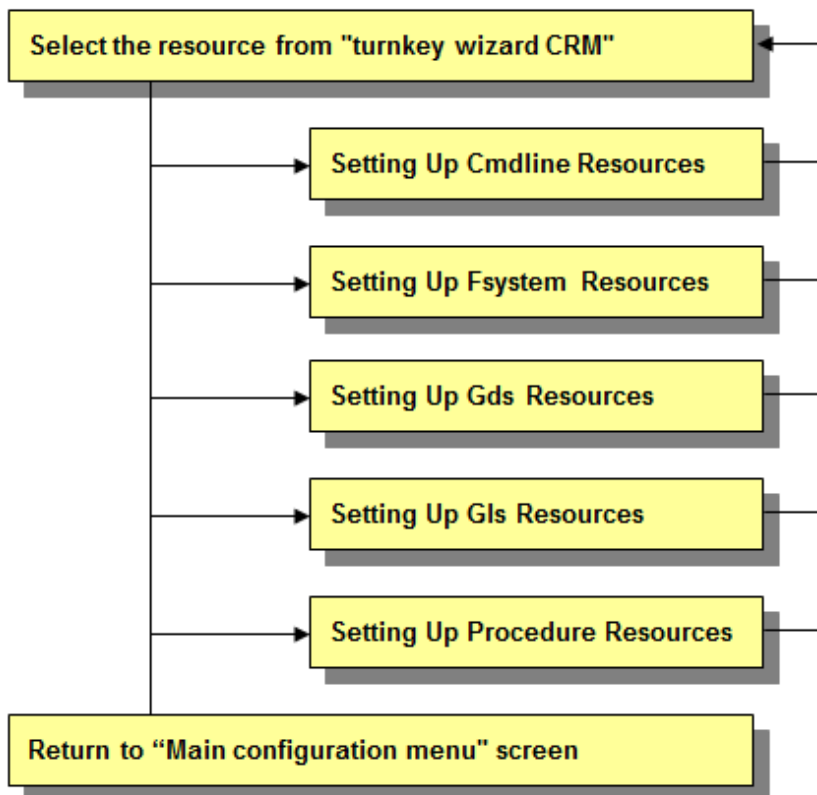 Select the resource from "turnkey wizard CRM"
Setting Up Cmdline Resources
Setting Up Fsystem Resources
Setting Up Gds Resources
Setting Up Gls Resources
Setting Up Procedure Resources
Return to “Main configuration menu" screen